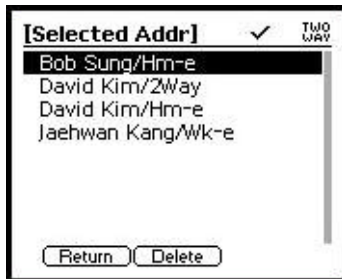 [Selected Addr] ✓ TWO WAY
Bob Sung/Hm-e
David Kim/2Way
David Kim/Hm-e
Jaehwan Kang/Wk-e
Return Delete